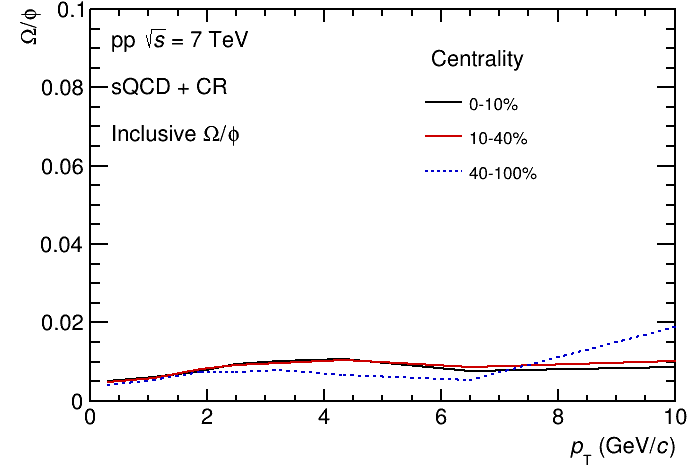 Ω/ϕ
0.1
0.08
0.06
0.04
0.02
0
pp √s = 7 TeV
sQCD + CR
Inclusive Ω/ϕ
Centrality
0-10%
10-40%
40-100%
0 2 4 6 8 10
p_T (GeV/c)